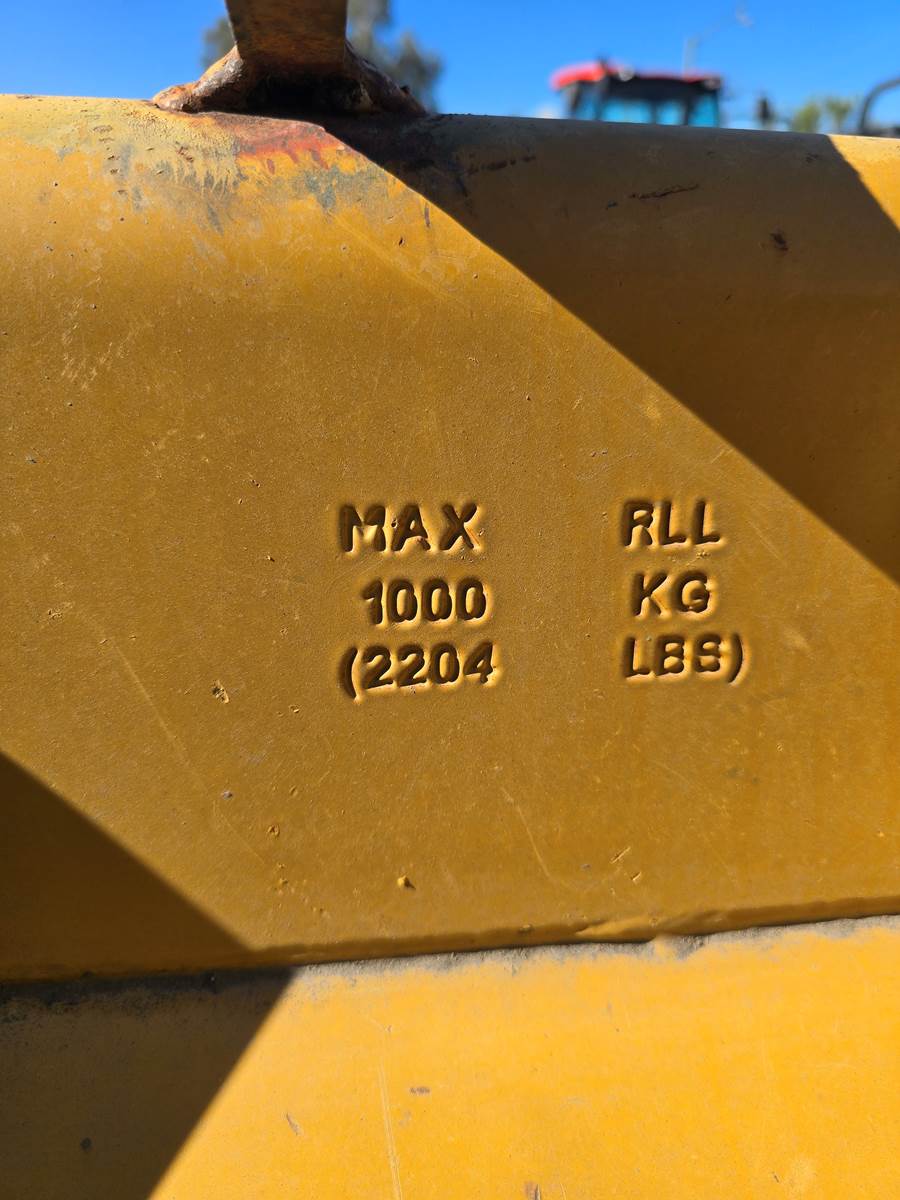 MAX RLL
1000 KG
(2204 LBS)